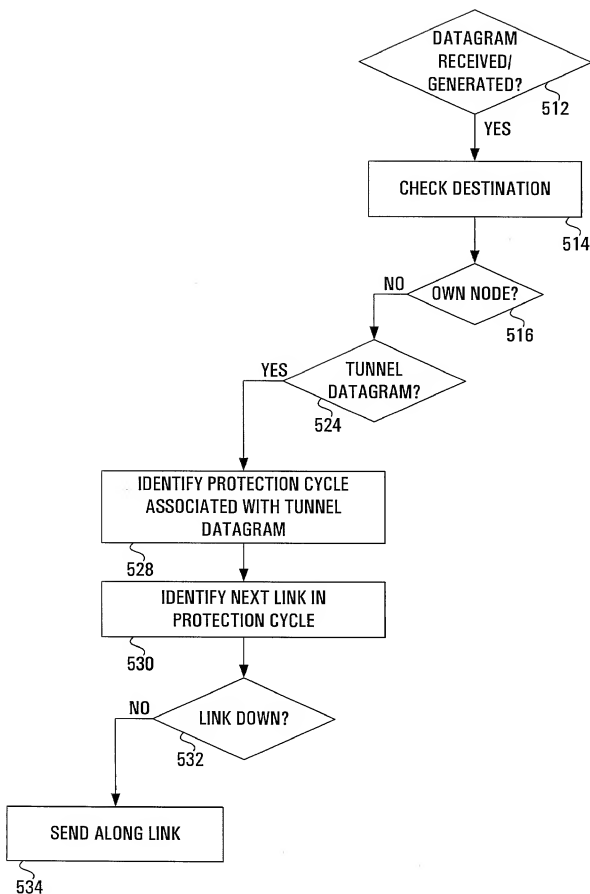 DATAGRAM
RECEIVED/
GENERATED?
512
YES
CHECK DESTINATION
514
NO
OWN NODE?
516
YES
TUNNEL
DATAGRAM?
524
IDENTIFY PROTECTION CYCLE
ASSOCIATED WITH TUNNEL
DATAGRAM
528
IDENTIFY NEXT LINK IN
PROTECTION CYCLE
530
NO
LINK DOWN?
532
SEND ALONG LINK
534